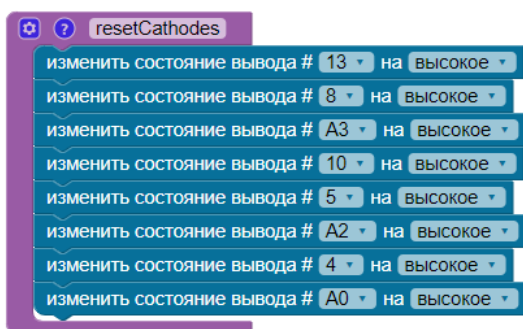 ? resetCathodes
изменить состояние вывода # 13 на высокое
изменить состояние вывода # 8 на высокое
изменить состояние вывода # A3 на высокое
изменить состояние вывода # 10 на высокое
изменить состояние вывода # 5 на высокое
изменить состояние вывода # A2 на высокое
изменить состояние вывода # 4 на высокое
изменить состояние вывода # A0 на высокое